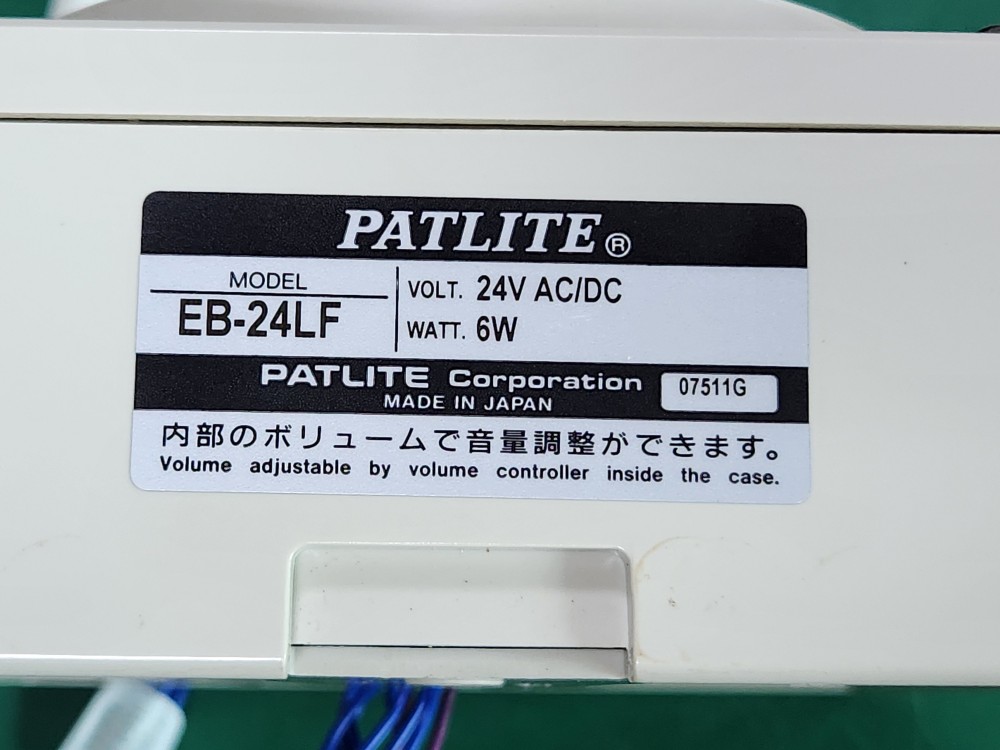 PATLITE®
MODEL
EB-24LF
VOLT. 24V AC/DC
WATT. 6W
PATLITE Corporation
MADE IN JAPAN
07511G
内部のボリュームで音量調整ができます。
Volume adjustable by volume controller inside the case.